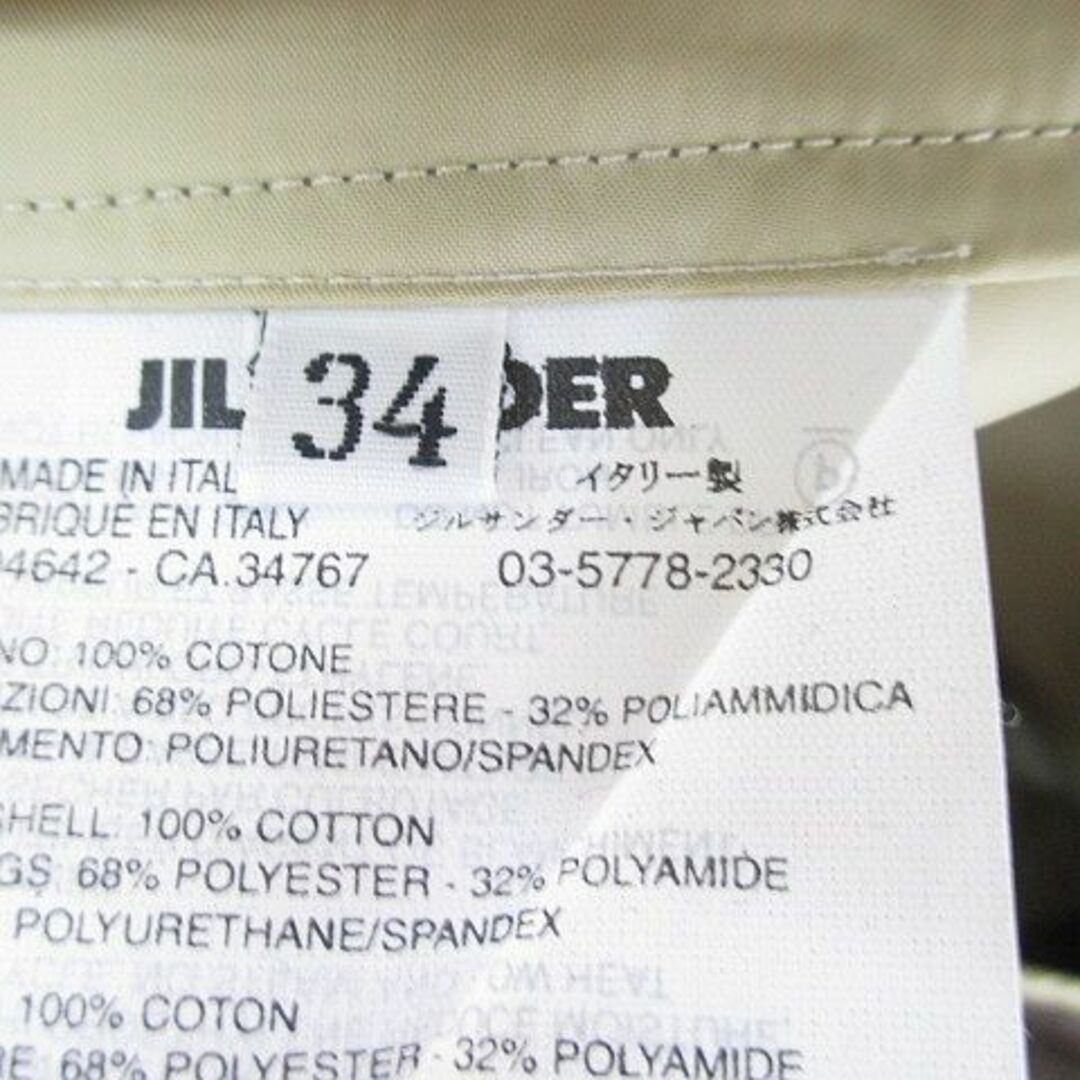 JIL 34 DER
MADE IN ITAL イタリー製
BRIQUE EN ITALY ジルサンダー・ジャパン株式会社
04642 - CA.34767 03-5778-2330
NO: 100% COTONE
ZIONI: 68% POLIESTERE - 32% POLIAMMIDICA
MENTO: POLIURETANO/SPANDEX
SHELL: 100% COTTON
GS: 68% POLYESTER - 32% POLYAMIDE
POLYURETHANE/SPANDEX
100% COTON
RE: 68% POLYESTER - 32% POLYAMIDE